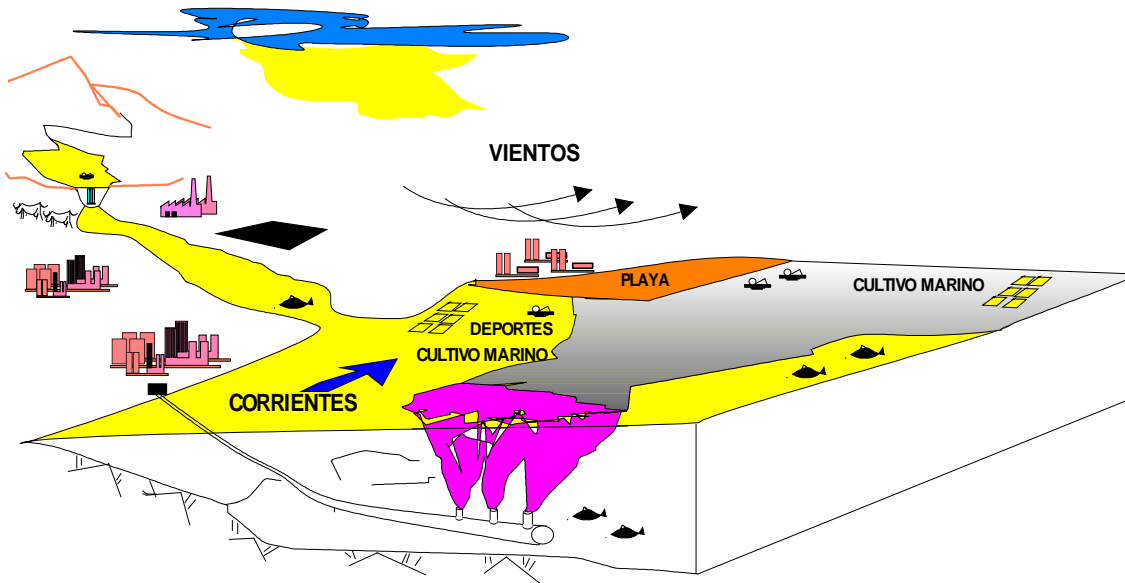 VIENTOS
PLAYA
CULTIVO MARINO
DEPORTES
CULTIVO MARINO
CORRIENTES